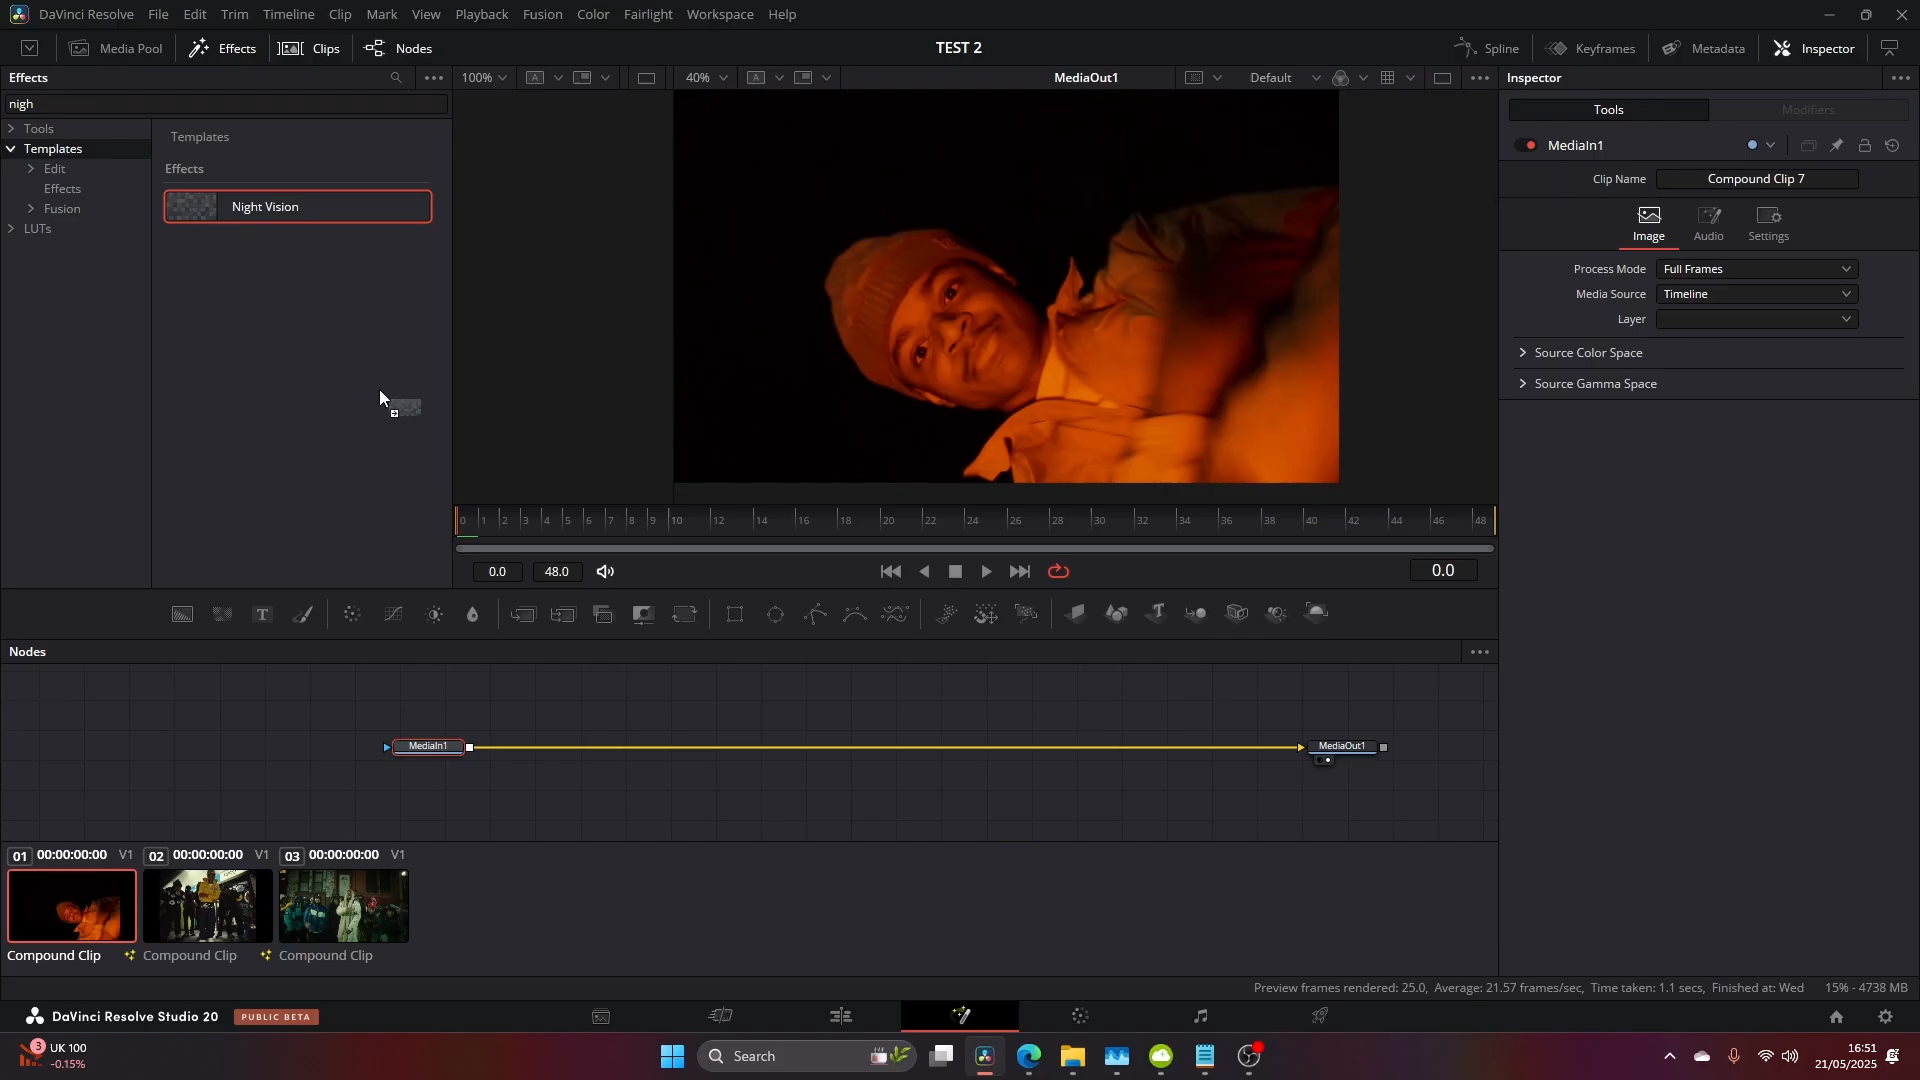 DaVinci Resolve File Edit Trim Timeline Clip Mark View Playback Fusion Color Fairlight Workspace Help
Media Pool Effects Clips Nodes TEST 2 Spline Keyframes Metadata Inspector
Effects 100% A 40% A MediaOut1 Default Inspector
nigh
Tools Modifiers
Tools
Templates
Templates
MediaIn1
Edit
Effects
Clip Name Compound Clip 7
Effects
Night Vision
Fusion
LUTs
Image Audio Settings
Process Mode Full Frames
Media Source Timeline
Layer
Source Color Space
Source Gamma Space
0 1 2 3 4 5 6 7 8 9 10 12 14 16 18 20 22 24 26 28 30 32 34 36 38 40 42 44 46 48
0.0 48.0 0.0
T T
Nodes
MediaIn1 MediaOut1
01 00:00:00:00 V1 02 00:00:00:00 V1 03 00:00:00:00 V1
Compound Clip Compound Clip Compound Clip
Preview frames rendered: 25.0, Average: 21.57 frames/sec, Time taken: 1.1 secs, Finished at: Wed 15% - 4738 MB
DaVinci Resolve Studio 20 PUBLIC BETA
3 UK 100
-0.15%
Search
16:51
21/05/2025